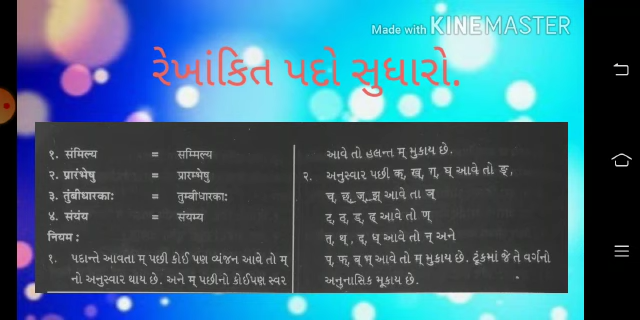 Made with KINEMASTER
રેખાંકિત પદો સુધારો.
१. संमिल्य = सम्मिल्य
२. प्रारंभेषु = प्रारम्भेषु
३. तुंबीधारकाः = तुम्बीधारकाः
४. संयंय = संयम्य
નિયમ :
૧. પદાન્તે આવતા म् પછી કોઈ પણ વ્યંજન આવે તો म्
નો અનુસ્વાર થાય છે. અને म् પછીનો કોઈપણ સ્વર
આવે તો હલન્ત म् મુકાય છે.
૨. અનુસ્વાર પછી क्, ख्, ग्, घ् આવે તો ङ्,
च्, छ्, ज्, झ् આવે તા ञ्
ट्, ठ्, ड्, ढ् આવે તો ण्
त्, थ्, द्, ध् આવે તો न् અને
प्, फ्, ब् भ् આવે તો म् મુકાય છે. ટૂંકમાં જે તે વર્ગનો
અનુનાસિક મૂકાય છે.